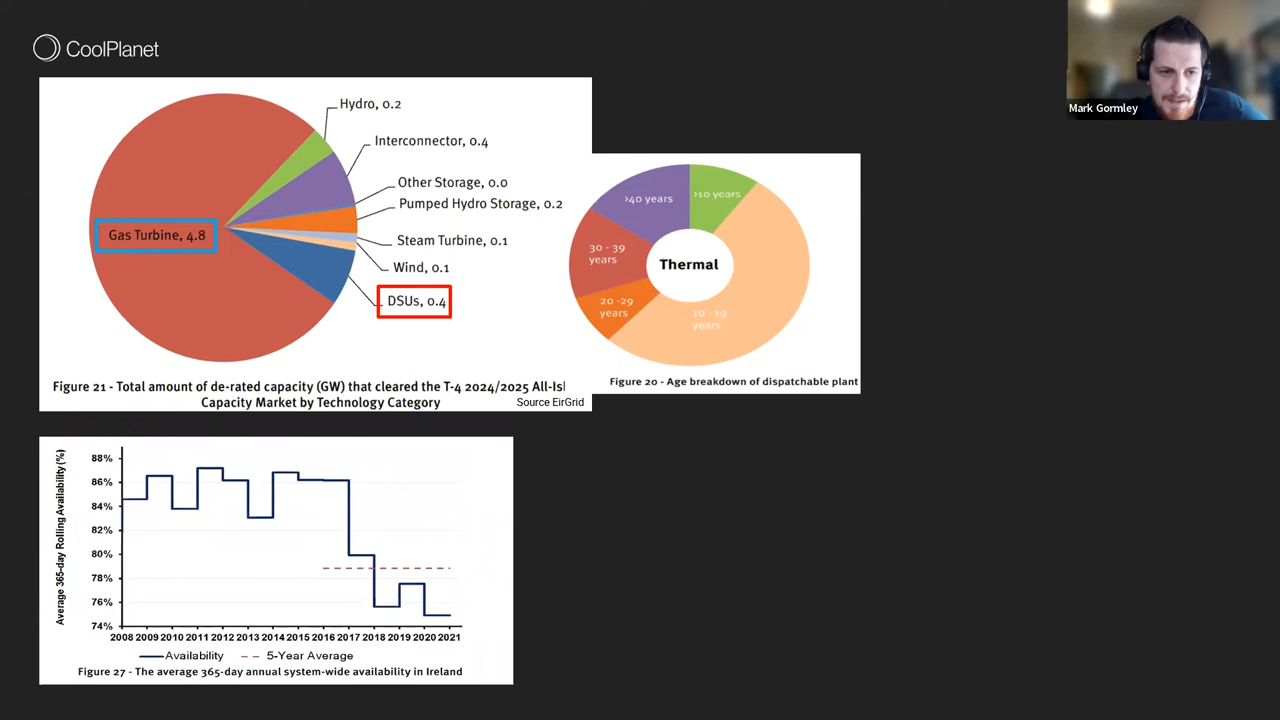 CoolPlanet
Mark Gormley
Hydro, 0.2
Interconnector, 0.4
Other Storage, 0.0
Pumped Hydro Storage, 0.2
Steam Turbine, 0.1
Wind, 0.1
DSUs, 0.4
Gas Turbine, 4.8
Figure 21 - Total amount of de-rated capacity (GW) that cleared the T-4 2024/2025 All-Isl
Capacity Market by Technology Category
Source EirGrid
>10 years
>40 years
30 - 39
years
20 -29
years
10 - 19
years
Thermal
Figure 20 - Age breakdown of dispatchable plant
Average 365-day Rolling Availability (%)
88%
86%
84%
82%
80%
78%
76%
74%
2008 2009 2010 2011 2012 2013 2014 2015 2016 2017 2018 2019 2020 2021
Availability
5-Year Average
Figure 27 - The average 365-day annual system-wide availability in Ireland